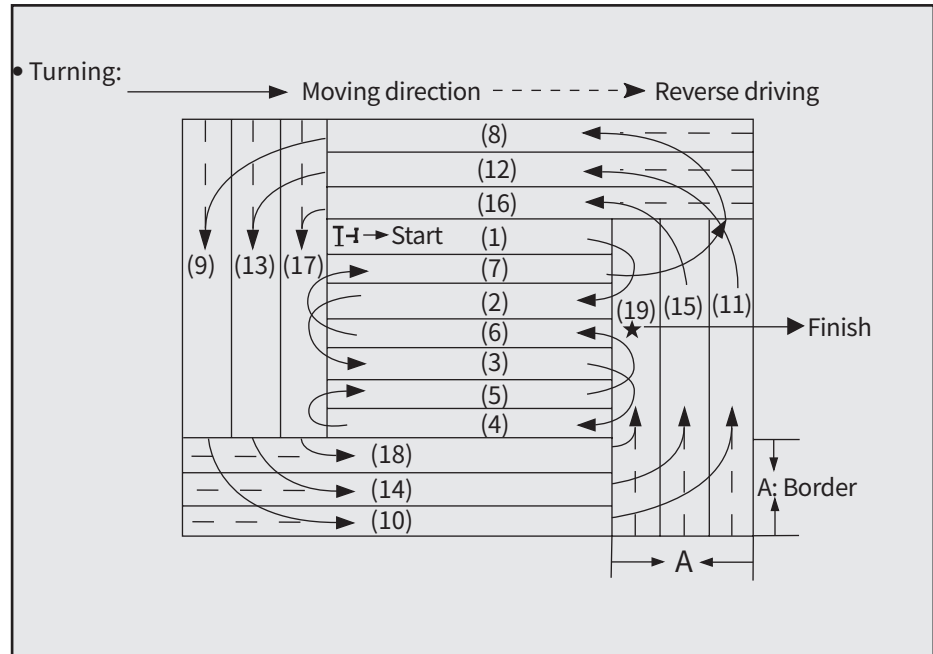 • Turning:
Moving direction
Reverse driving
(8)
(12)
(16)
Start
(1)
(9)
(13)
(17)
(7)
(2)
(19)
(15)
(11)
(6)
Finish
(3)
(5)
(4)
(18)
(14)
A: Border
(10)
A